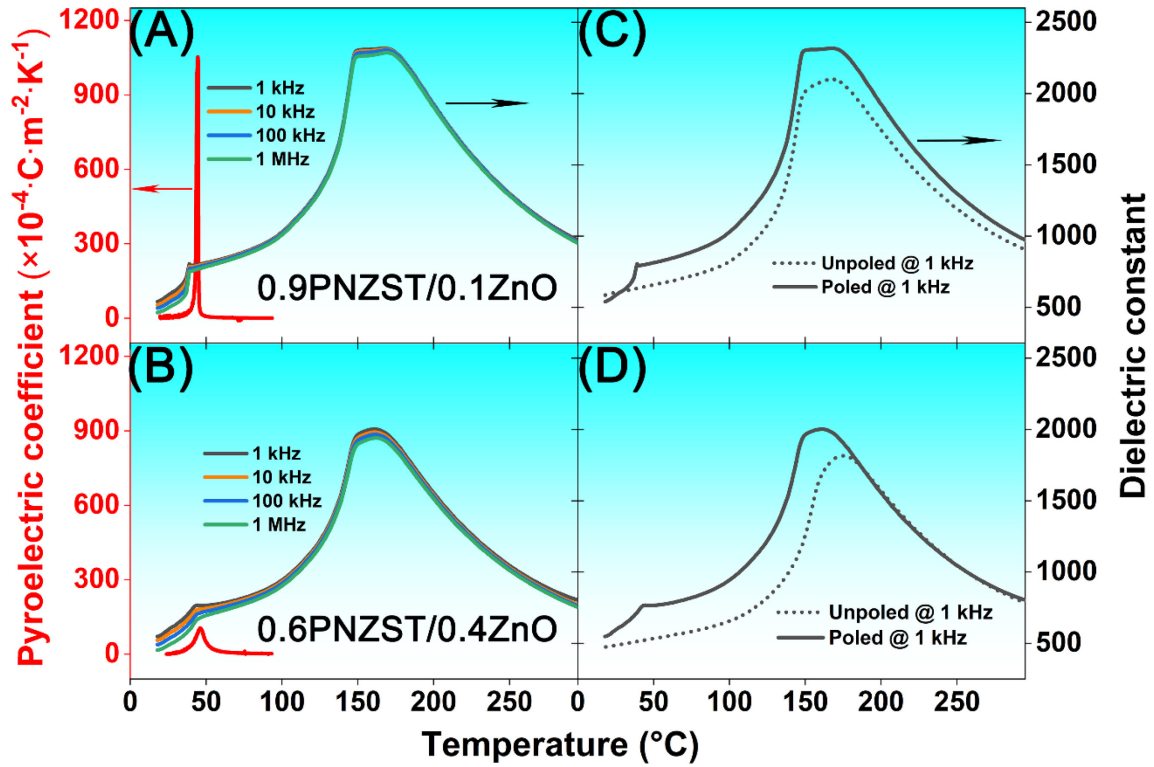 Pyroelectric coefficient (×10⁻⁴·C·m⁻²·K⁻¹)
1200
900
600
300
0
(A)
1 kHz
10 kHz
100 kHz
1 MHz
0.9PNZST/0.1ZnO
(C)
Unpoled @ 1 kHz
Poled @ 1 kHz
2500
2000
1500
1000
500
1200
900
600
300
0
(B)
1 kHz
10 kHz
100 kHz
1 MHz
0.6PNZST/0.4ZnO
(D)
Unpoled @ 1 kHz
Poled @ 1 kHz
2500
2000
1500
1000
500
Dielectric constant
0 50 100 150 200 250 0 50 100 150 200 250
Temperature (°C)